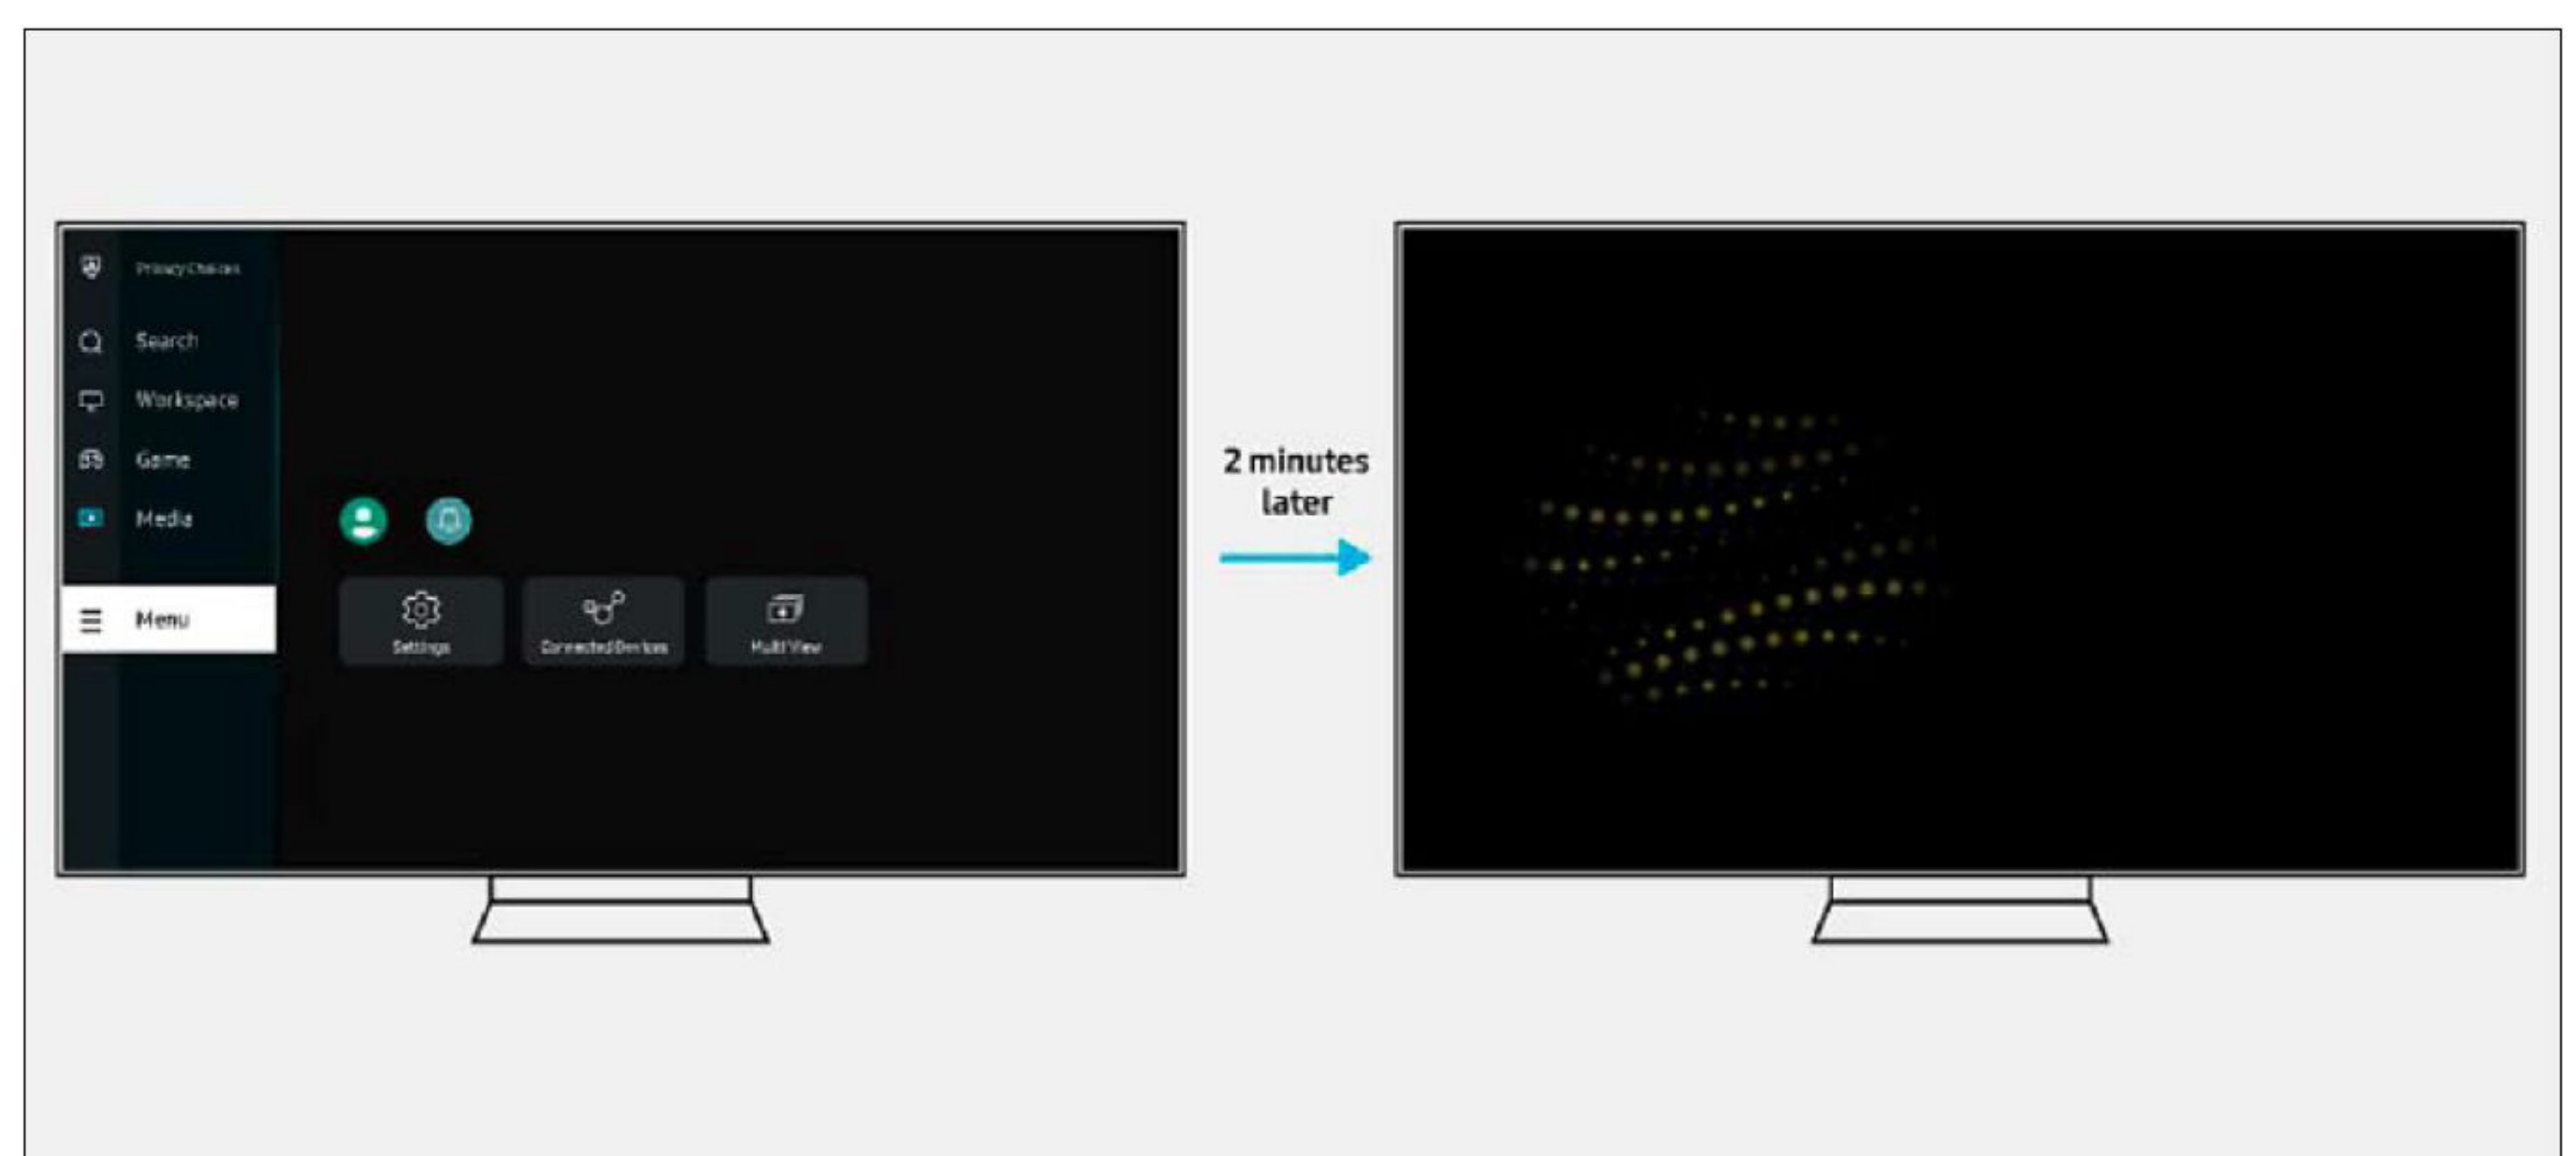 Privacy Choices
Search
Workspace
Game
Media
Menu
Settings
Connected Devices
Multi View
2 minutes
later